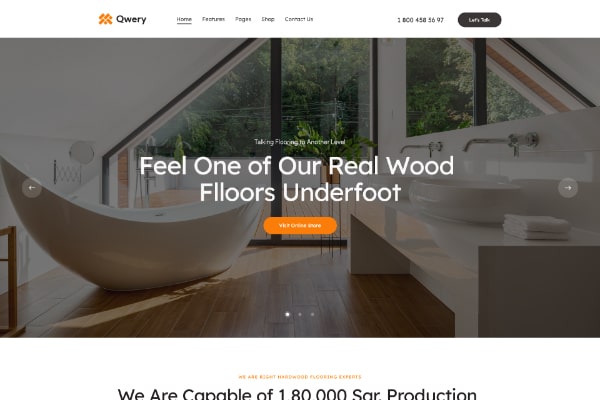 Qwery
Home Features Pages Shop Contact Us
1 800 458 56 97
Let's Talk
Talking Flooring to Another Level
Feel One of Our Real Wood
Flloors Underfoot
Visit Online Store
WE ARE RIGHT HARDWOOD FLOORING EXPERTS
We Are Capable of 1,80,000 Sqr. Production